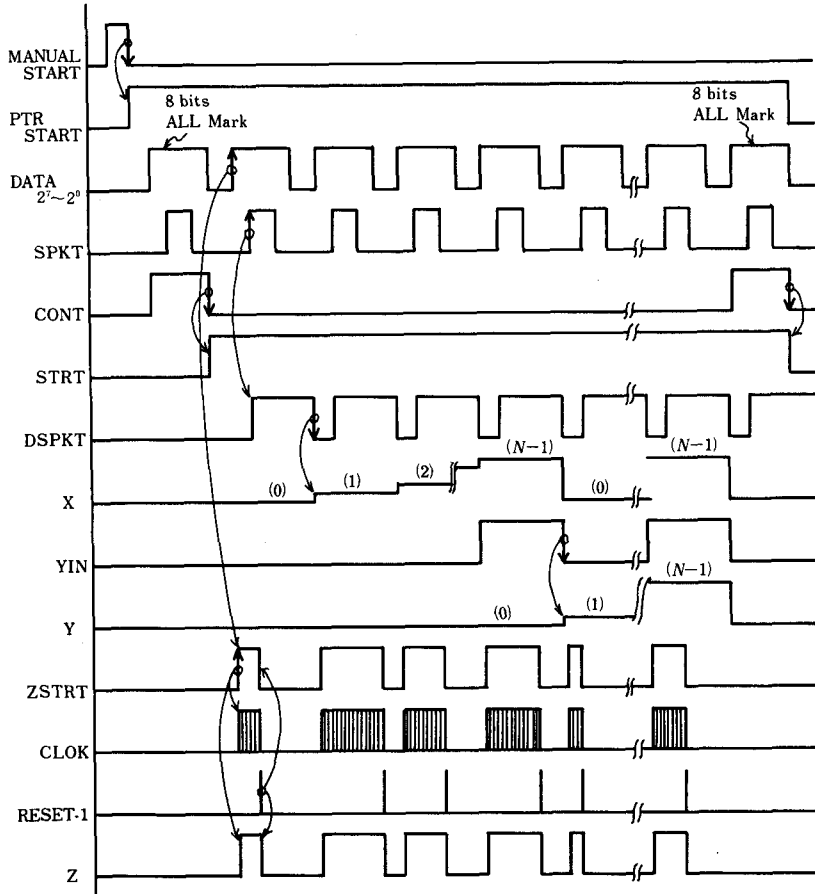 MANUAL
START
8 bits
ALL Mark
8 bits
ALL Mark
PTR
START
DATA
2⁷~2⁰
SPKT
CONT
STRT
DSPKT
X
(0)
(1)
(2)
(N−1)
(0)
(N−1)
YIN
Y
(0)
(1)
(N−1)
ZSTRT
CLOK
RESET·1
Z